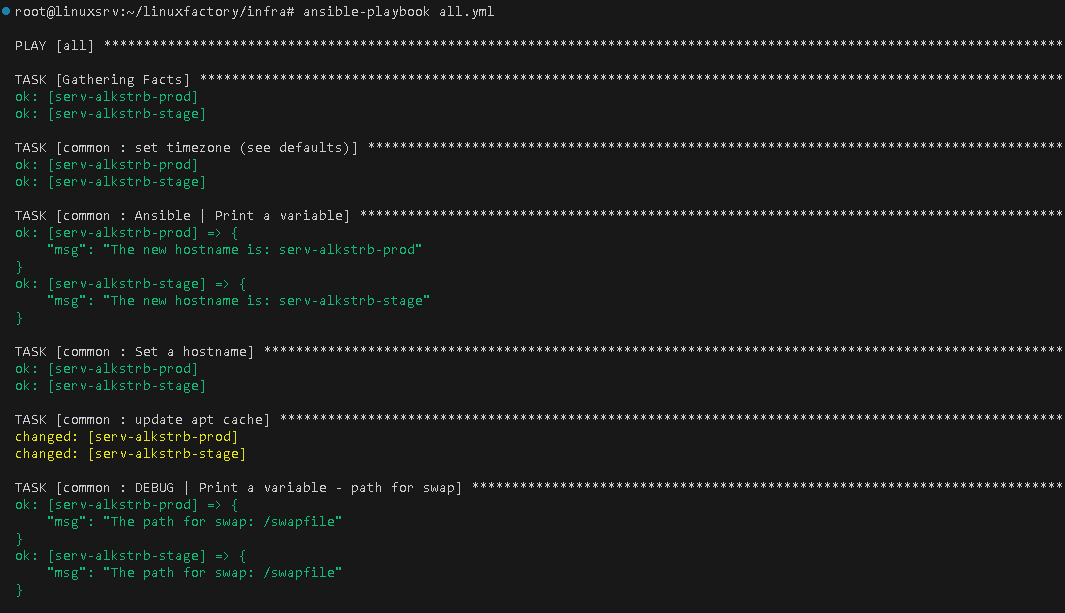 root@linuxsrv:~/linuxfactory/infra# ansible-playbook all.yml
PLAY [all] ************************************************************************************************************************
TASK [Gathering Facts] ************************************************************************************************************
ok: [serv-alkstrb-prod]
ok: [serv-alkstrb-stage]
TASK [common : set timezone (see defaults)] ***************************************************************************************
ok: [serv-alkstrb-prod]
ok: [serv-alkstrb-stage]
TASK [common : Ansible | Print a variable] ****************************************************************************************
ok: [serv-alkstrb-prod] => {
    "msg": "The new hostname is: serv-alkstrb-prod"
}
ok: [serv-alkstrb-stage] => {
    "msg": "The new hostname is: serv-alkstrb-stage"
}
TASK [common : Set a hostname] ****************************************************************************************************
ok: [serv-alkstrb-prod]
ok: [serv-alkstrb-stage]
TASK [common : update apt cache] **************************************************************************************************
changed: [serv-alkstrb-prod]
changed: [serv-alkstrb-stage]
TASK [common : DEBUG | Print a variable - path for swap] **************************************************************************
ok: [serv-alkstrb-prod] => {
    "msg": "The path for swap: /swapfile"
}
ok: [serv-alkstrb-stage] => {
    "msg": "The path for swap: /swapfile"
}